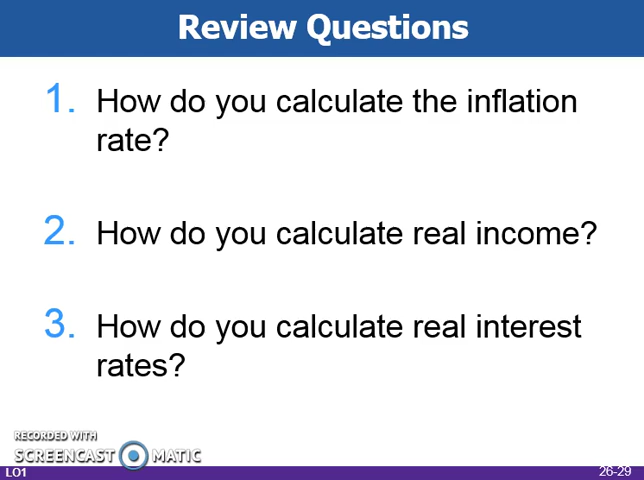 Review Questions
1. How do you calculate the inflation
rate?
2. How do you calculate real income?
3. How do you calculate real interest
rates?
RECORDED WITH
SCREENCAST MATIC
LO1 26-29